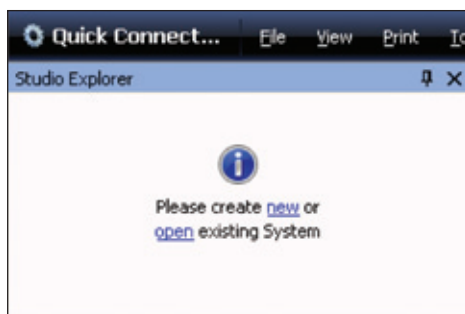 Quick Connect... File View Print
Studio Explorer
Please create new or
open existing System